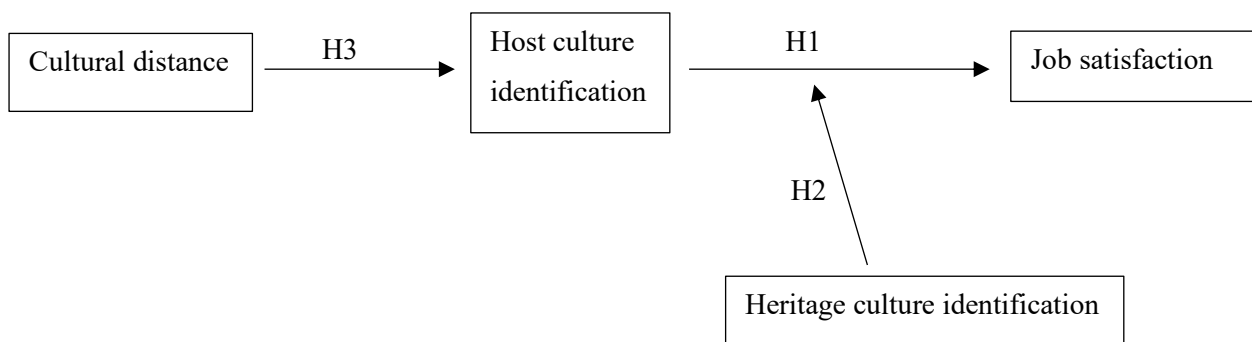 Cultural distance
H3
Host culture
identification
H1
Job satisfaction
H2
Heritage culture identification